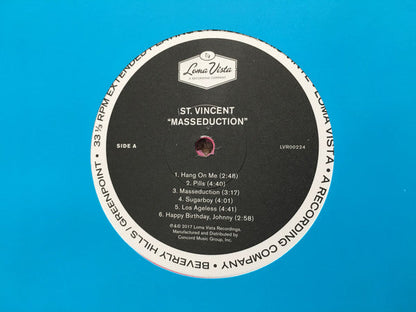 Loma Vista
A RECORDING COMPANY
ST. VINCENT
"MASSEDUCTION"
SIDE A
LVR00224
1. Hang On Me (2:48)
2. Pills (4:40)
3. Masseduction (3:17)
4. Sugarboy (4:01)
5. Los Ageless (4:41)
6. Happy Birthday, Johnny (2:58)
℗&© 2017 Loma Vista Recordings.
Manufactured and Distributed by
Concord Music Group, Inc.
LOMA VISTA • A RECORDING COMPANY • BEVERLY HILLS / GREENPOINT • 33 ⅓ RPM EXTENDED